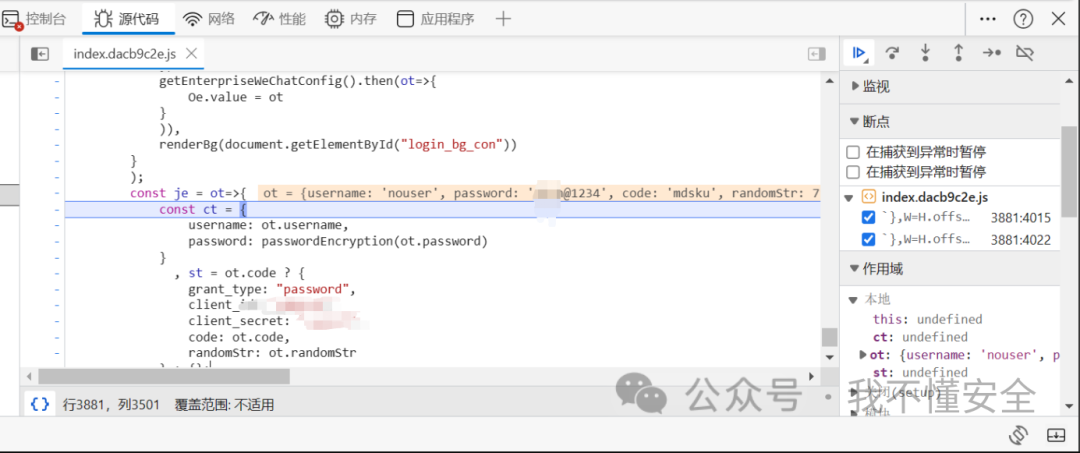 控制台 源代码 网络 性能 内存 应用程序
index.dacb9c2e.js
getEnterpriseWeChatConfig().then(ot=>{
Oe.value = ot
}
)),
renderBg(document.getElementById("login_bg_con"))
}
);
const je = ot=>{ ot = {username: 'nouser', password: ' @1234', code: 'mdsku', randomStr: 7
const ct = {
username: ot.username,
password: passwordEncryption(ot.password)
}
, st = ot.code ? {
grant_type: "password",
client_
client_secret:
code: ot.code,
randomStr: ot.randomStr
行3881，列3501 覆盖范围: 不适用
监视
断点
在捕获到异常时暂停
在捕获到异常时暂停
index.dacb9c2e.js
`},W=H.offs… 3881:4015
`},W=H.offs… 3881:4022
作用域
本地
this: undefined
ct: undefined
ot: {username: 'nouser', p
st: undefined
(setup)
公众号 我不懂安全